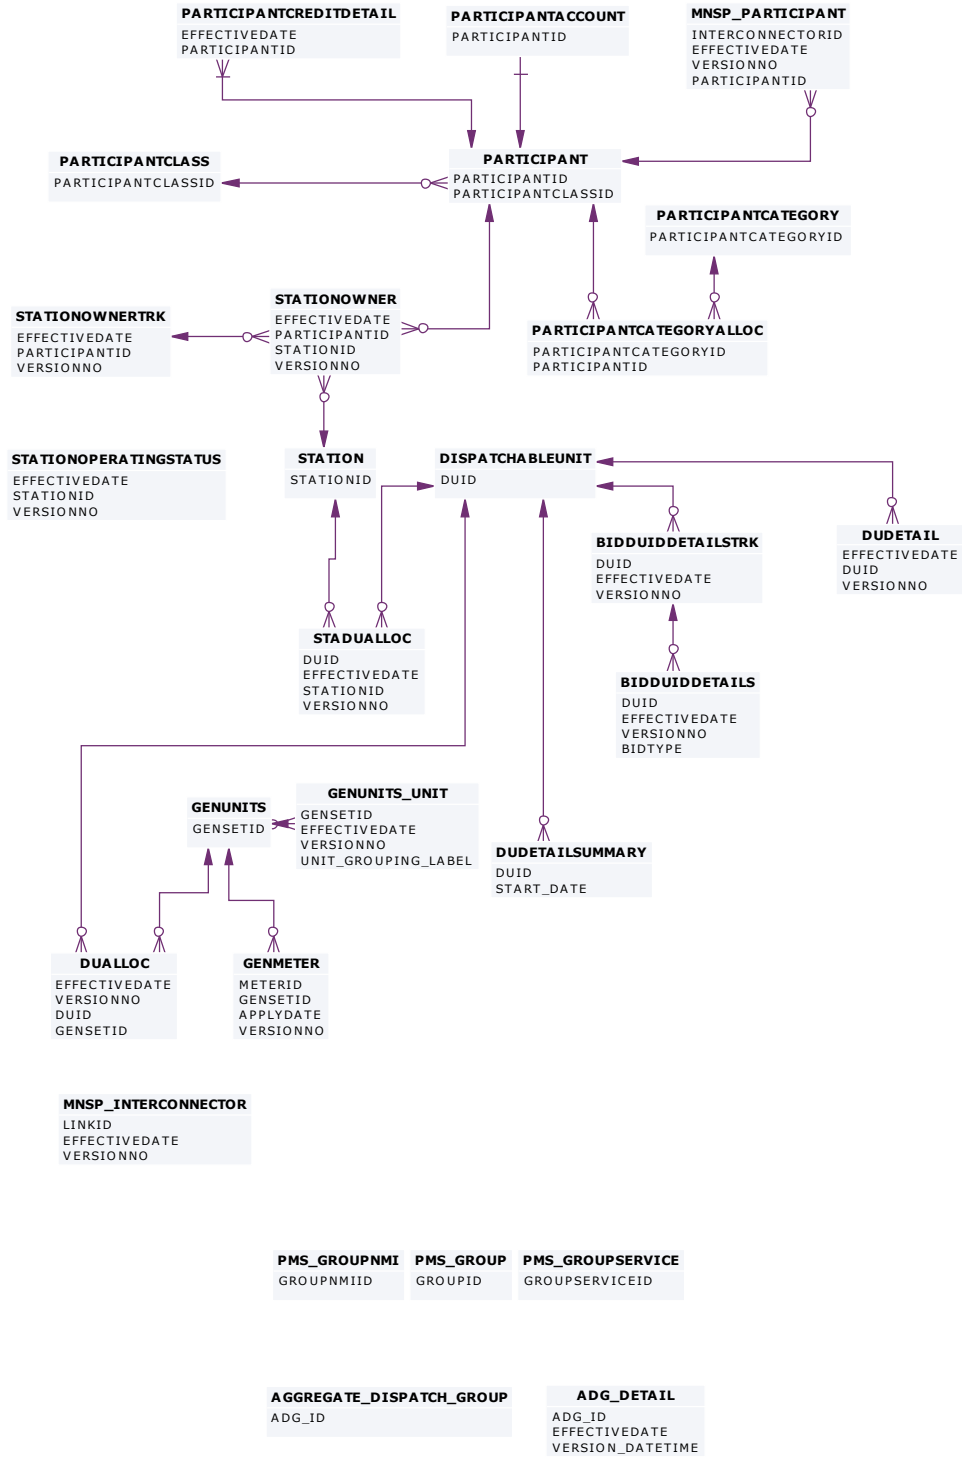 PARTICIPANTCREDITDETAIL
EFFECTIVEDATE
PARTICIPANTID
PARTICIPANTACCOUNT
PARTICIPANTID
MNSP_PARTICIPANT
INTERCONNECTORID
EFFECTIVEDATE
VERSIONNO
PARTICIPANTID
PARTICIPANTCLASS
PARTICIPANTCLASSID
PARTICIPANT
PARTICIPANTID
PARTICIPANTCLASSID
PARTICIPANTCATEGORY
PARTICIPANTCATEGORYID
STATIONOWNERTRK
EFFECTIVEDATE
PARTICIPANTID
VERSIONNO
STATIONOWNER
EFFECTIVEDATE
PARTICIPANTID
STATIONID
VERSIONNO
PARTICIPANTCATEGORYALLOC
PARTICIPANTCATEGORYID
PARTICIPANTID
STATIONOPERATINGSTATUS
EFFECTIVEDATE
STATIONID
VERSIONNO
STATION
STATIONID
DISPATCHABLEUNIT
DUID
BIDDUIDDETAILSTRK
DUID
EFFECTIVEDATE
VERSIONNO
DUDETAIL
EFFECTIVEDATE
DUID
VERSIONNO
STADUALLOC
DUID
EFFECTIVEDATE
STATIONID
VERSIONNO
BIDDUIDDETAILS
DUID
EFFECTIVEDATE
VERSIONNO
BIDTYPE
GENUNITS
GENSETID
GENUNITS_UNIT
GENSETID
EFFECTIVEDATE
VERSIONNO
UNIT_GROUPING_LABEL
DUDETAILSUMMARY
DUID
START_DATE
DUALLOC
EFFECTIVEDATE
VERSIONNO
DUID
GENSETID
GENMETER
METERID
GENSETID
APPLYDATE
VERSIONNO
MNSP_INTERCONNECTOR
LINKID
EFFECTIVEDATE
VERSIONNO
PMS_GROUPNMI
GROUPNMIID
PMS_GROUP
GROUPID
PMS_GROUPSERVICE
GROUPSERVICEID
AGGREGATE_DISPATCH_GROUP
ADG_ID
ADG_DETAIL
ADG_ID
EFFECTIVEDATE
VERSION_DATETIME